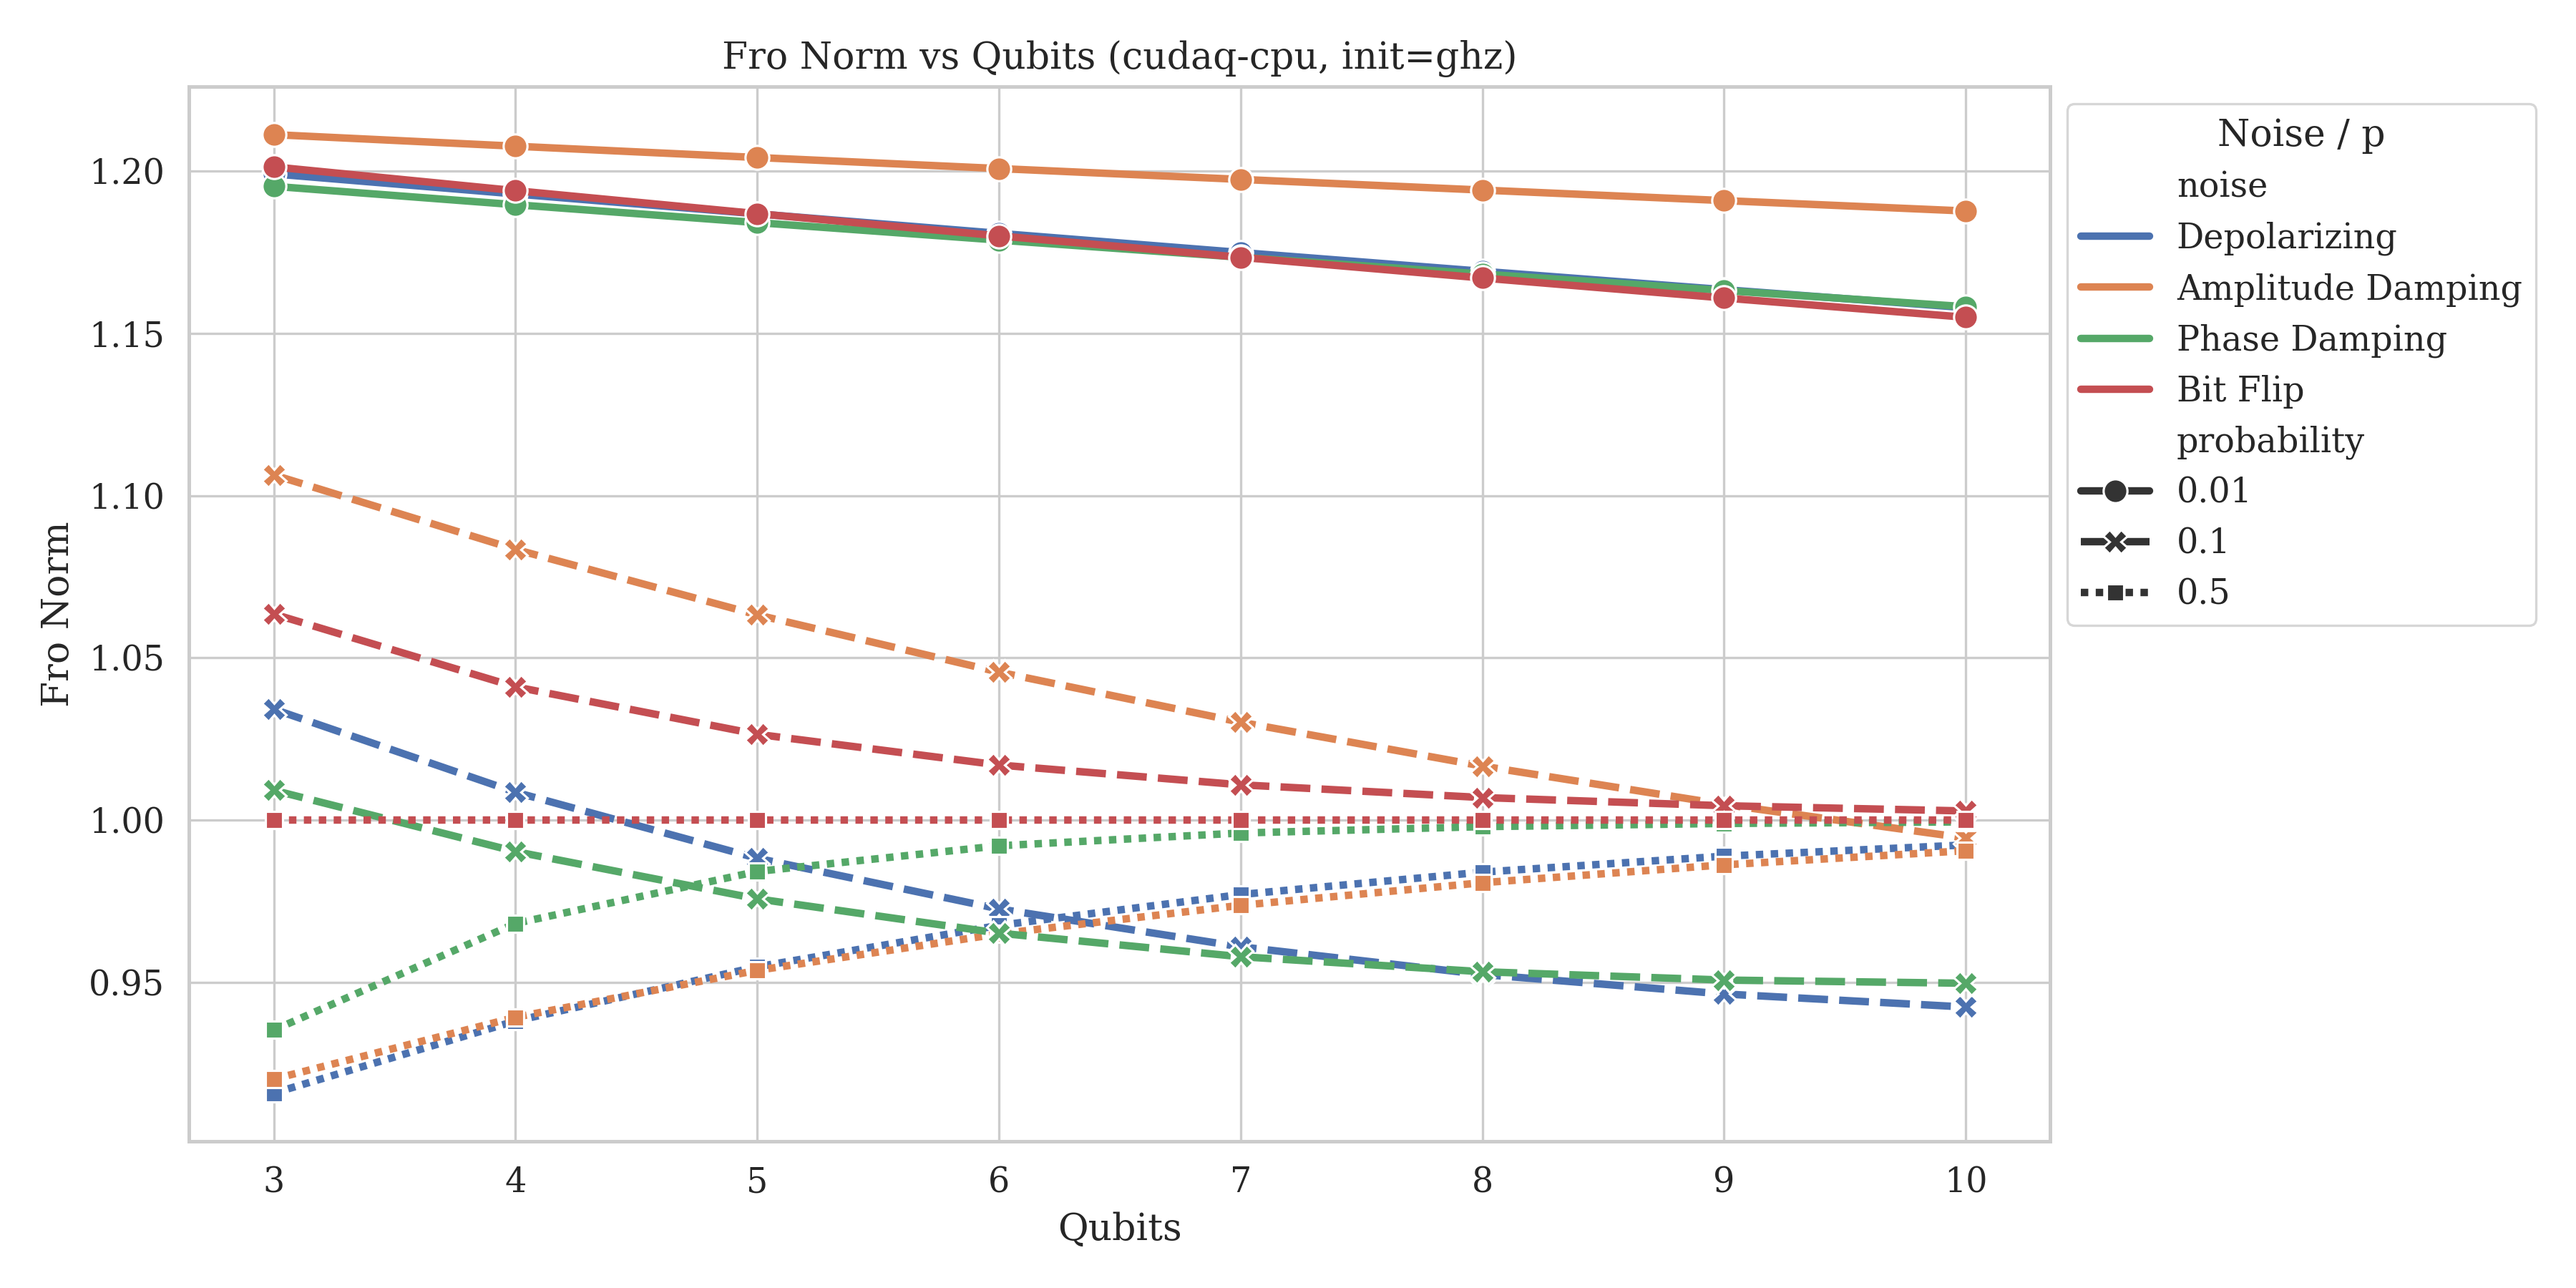 Fro Norm vs Qubits (cudaq-cpu, init=ghz)
Fro Norm
1.20
1.15
1.10
1.05
1.00
0.95
3 4 5 6 7 8 9 10
Qubits
Noise / p
noise
Depolarizing
Amplitude Damping
Phase Damping
Bit Flip
probability
0.01
0.1
0.5